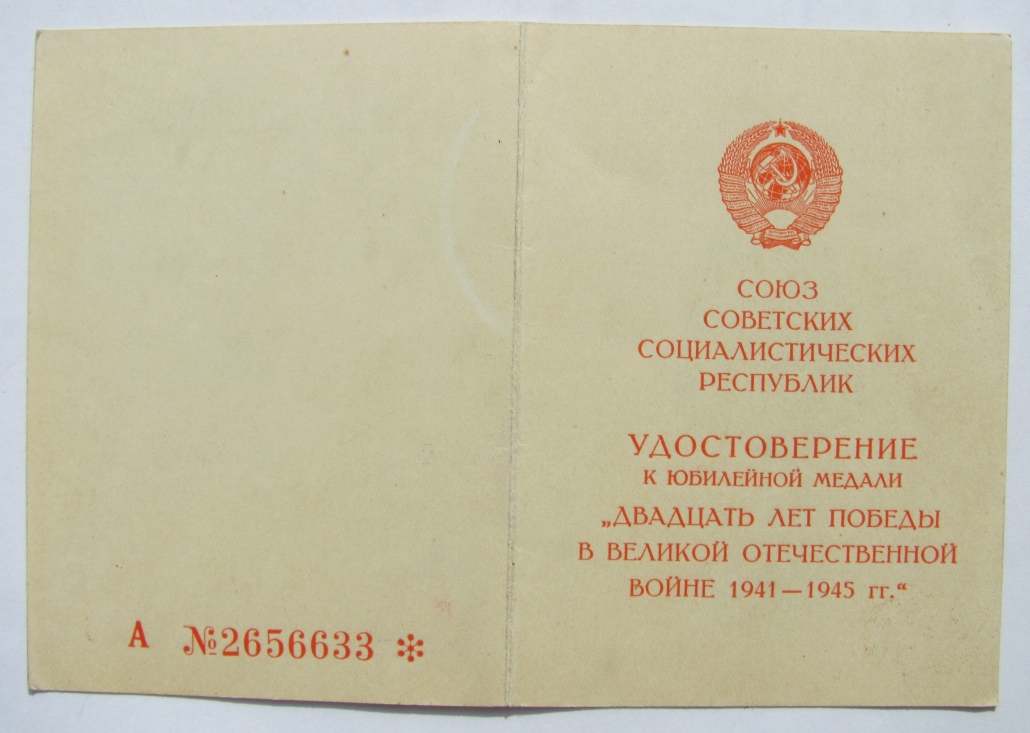 А №2656633
СОЮЗ
СОВЕТСКИХ
СОЦИАЛИСТИЧЕСКИХ
РЕСПУБЛИК
УДОСТОВЕРЕНИЕ
К ЮБИЛЕЙНОЙ МЕДАЛИ
„ДВАДЦАТЬ ЛЕТ ПОБЕДЫ
В ВЕЛИКОЙ ОТЕЧЕСТВЕННОЙ
ВОЙНЕ 1941—1945 гг.“